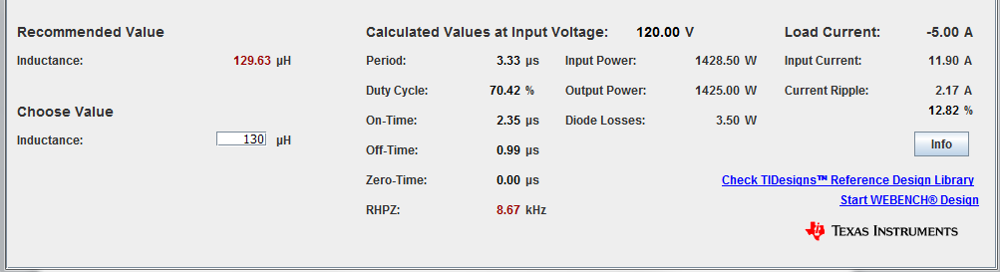 Recommended Value
Calculated Values at Input Voltage: 120.00 V
Load Current: -5.00 A
Inductance: 129.63 µH
Period: 3.33 µs
Input Power: 1428.50 W
Input Current: 11.90 A
Duty Cycle: 70.42 %
Output Power: 1425.00 W
Current Ripple: 2.17 A
12.82 %
Choose Value
On-Time: 2.35 µs
Diode Losses: 3.50 W
Inductance: 130 µH
Info
Off-Time: 0.99 µs
Zero-Time: 0.00 µs
Check TIDesigns™ Reference Design Library
Start WEBENCH® Design
RHPZ: 8.67 kHz
TEXAS INSTRUMENTS